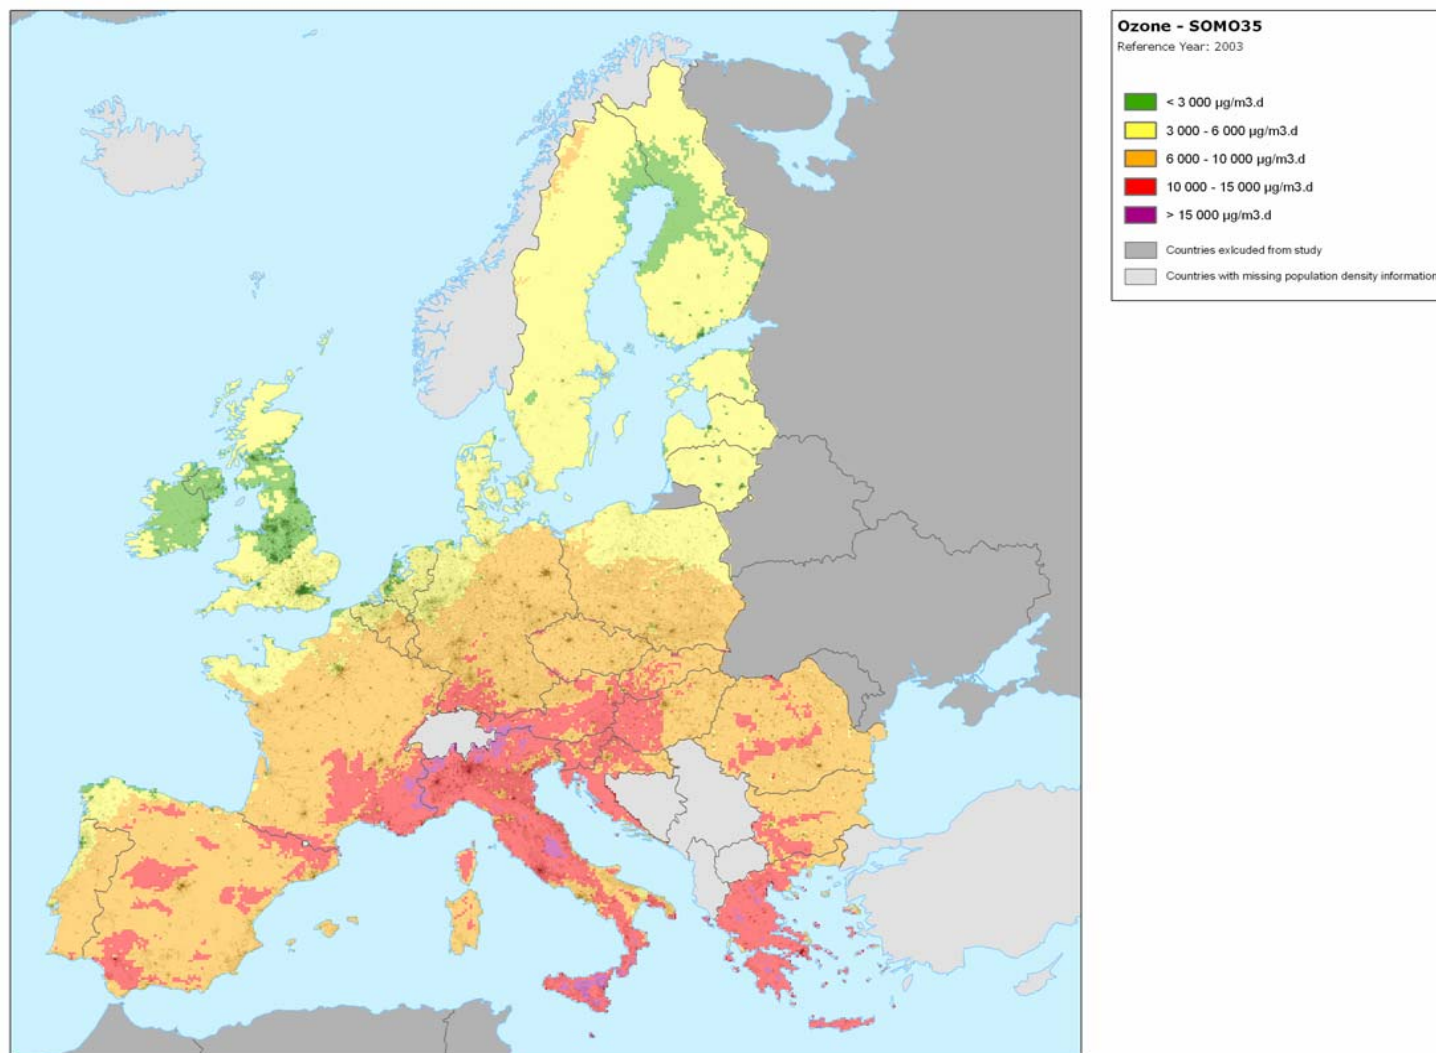 Ozone - SOMO35
Reference Year: 2003
< 3 000 µg/m3.d
3 000 - 6 000 µg/m3.d
6 000 - 10 000 µg/m3.d
10 000 - 15 000 µg/m3.d
> 15 000 µg/m3.d
Countries exlcuded from study
Countries with missing population density information